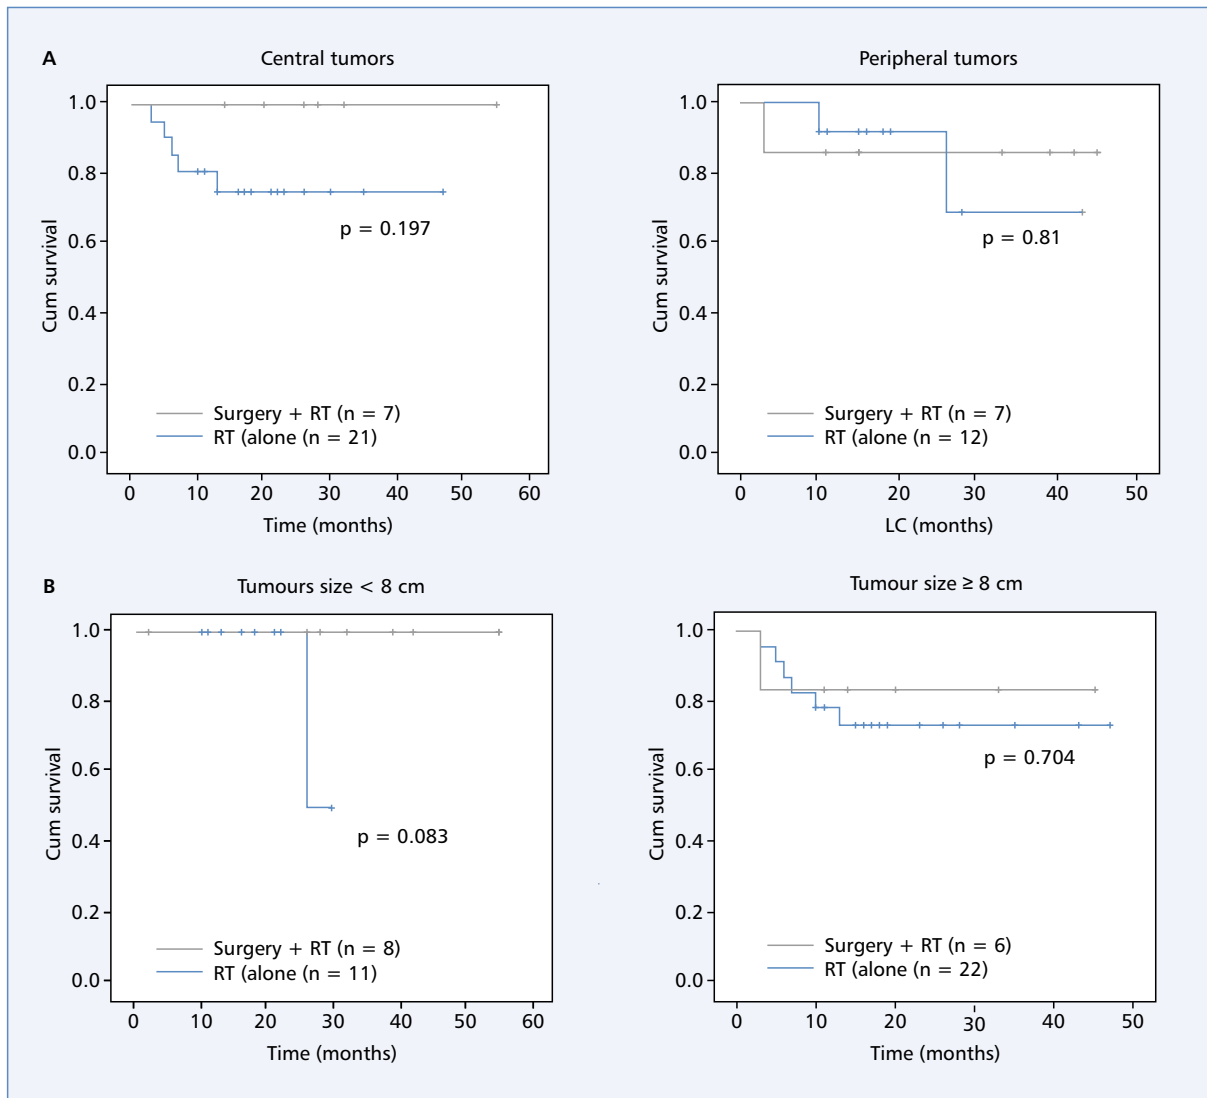 A
Central tumors
1.0
0.8
0.6
0.4
0.2
0.0
Cum survival
p = 0.197
Surgery + RT (n = 7)
RT (alone (n = 21)
0 10 20 30 40 50 60
Time (months)
Peripheral tumors
1.0
0.8
0.6
0.4
0.2
0.0
Cum survival
p = 0.81
Surgery + RT (n = 7)
RT (alone (n = 12)
0 10 20 30 40 50
LC (months)
B
Tumours size < 8 cm
1.0
0.8
0.6
0.4
0.2
0.0
Cum survival
p = 0.083
Surgery + RT (n = 8)
RT (alone (n = 11)
0 10 20 30 40 50 60
Time (months)
Tumour size ≥ 8 cm
1.0
0.8
0.6
0.4
0.2
0.0
Cum survival
p = 0.704
Surgery + RT (n = 6)
RT (alone (n = 22)
0 10 20 30 40 50
Time (months)